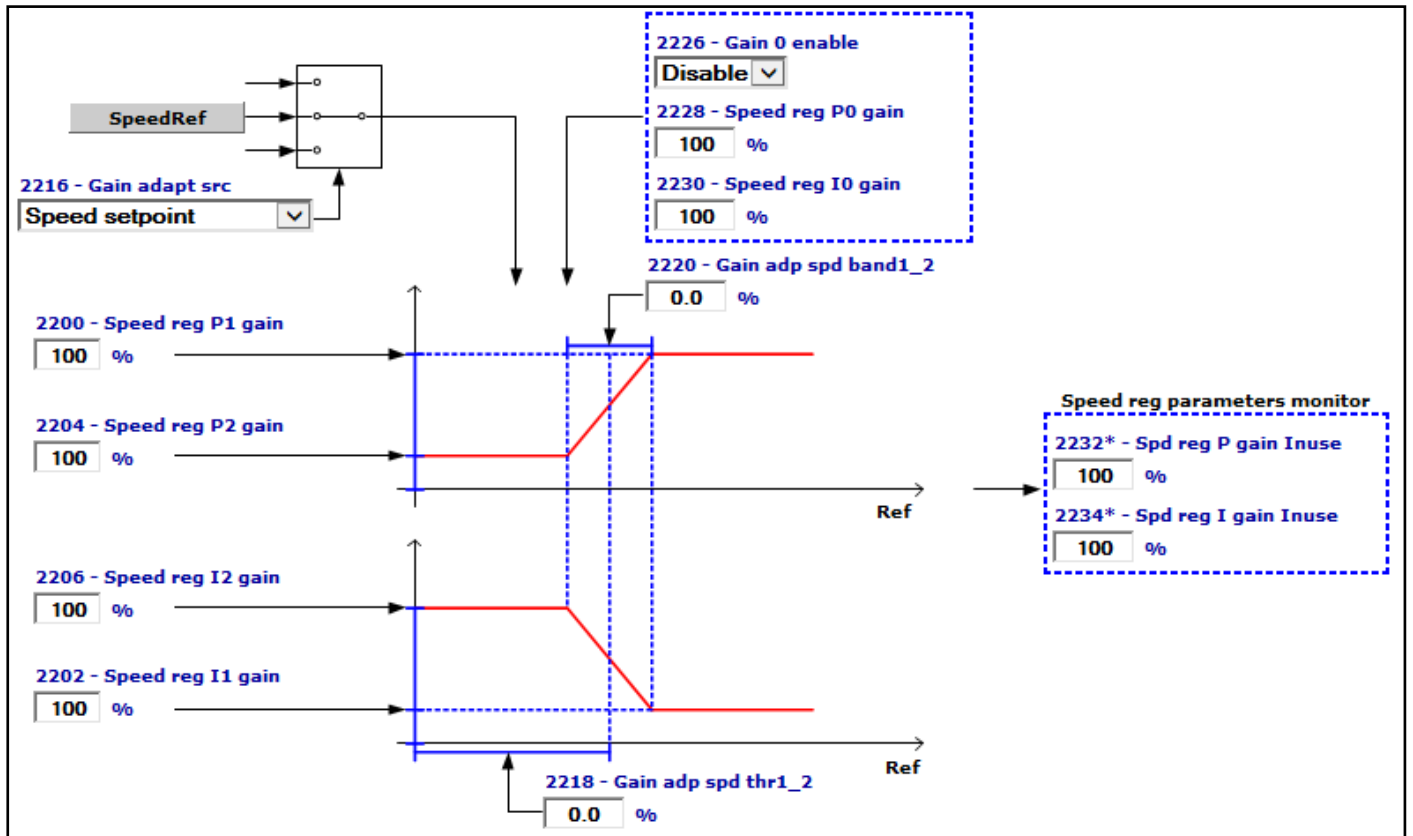 2226 - Gain 0 enable
Disable
2228 - Speed reg P0 gain
100 %
2230 - Speed reg I0 gain
100 %
SpeedRef
2216 - Gain adapt src
Speed setpoint
2220 - Gain adp spd band1_2
0.0 %
2200 - Speed reg P1 gain
100 %
2204 - Speed reg P2 gain
100 %
Ref
Speed reg parameters monitor
2232* - Spd reg P gain Inuse
100 %
2234* - Spd reg I gain Inuse
100 %
2206 - Speed reg I2 gain
100 %
2202 - Speed reg I1 gain
100 %
Ref
2218 - Gain adp spd thr1_2
0.0 %